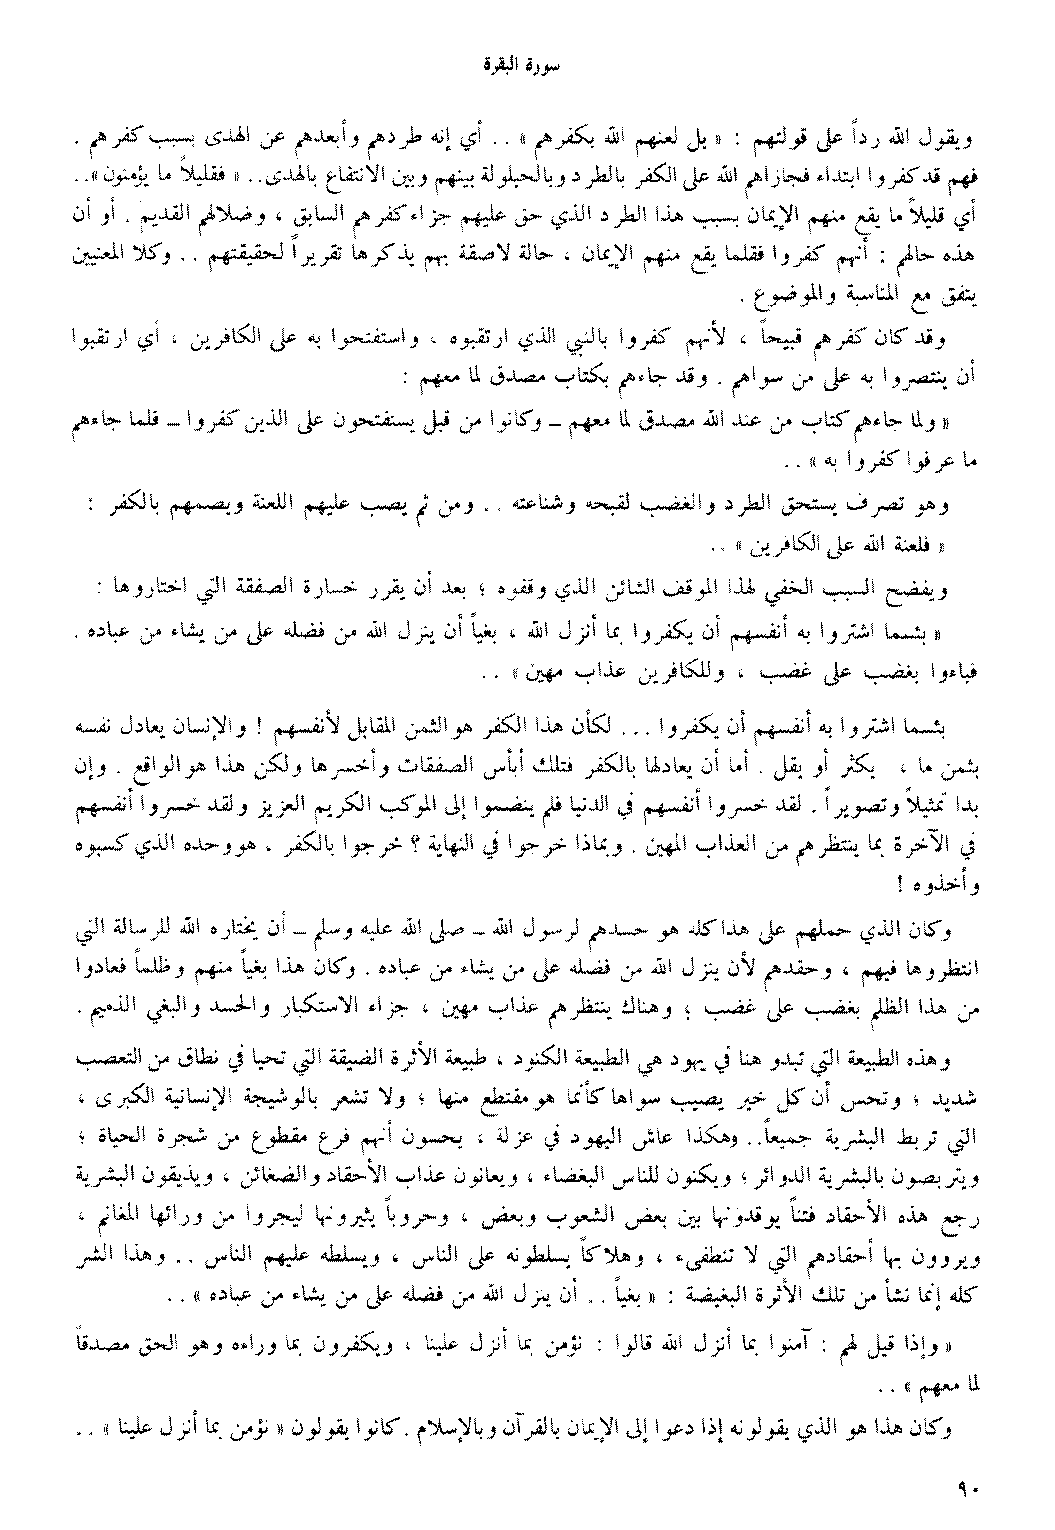 سورة البقرة
ويقول الله رداً على قولتهم : « بل لعنهم الله بكفرهم » . . أي إنه طردهم وأبعدهم عن الهدى بسبب كفرهم .
فهم قد كفروا ابتداء فجازاهم الله على الكفر بالطرد وبالحيلولة بينهم وبين الانتفاع بالهدى. . « فقليلاً ما يؤمنون» . .
أي قليلاً ما يقع منهم الإيمان بسبب هذا الطرد الذي حق عليهم جزاء كفرهم السابق ، وضلالهم القديم . أو أن
هذه حالهم : أنهم كفروا فقلما يقع منهم الإيمان ، حالة لاصقة بهم يذكرها تقريراً لحقيقتهم . . وكلا المعنيين
يتفق مع المناسبة والموضوع .
وقد كان كفرهم قبيحاً ، لأنهم كفروا بالنبي الذي ارتقبوه ، واستفتحوا به على الكافرين ، أي ارتقبوا
أن ينتصروا به على من سواهم . وقد جاءهم بكتاب مصدق لما معهم :
« ولما جاءهم كتاب من عند الله مصدق لما معهم – وكانوا من قبل يستفتحون على الذين كفروا – فلما جاءهم
ما عرفوا كفروا به » . .
وهو تصرف يستحق الطرد والغضب لقبحه وشناعته . . ومن ثم يصب عليهم اللعنة ويصمهم بالكفر :
« فلعنة الله على الكافرين » . .
ويفضح السبب الخفي لهذا الموقف الشائن الذي وقفوه ؛ بعد أن يقرر خسارة الصفقة التي اختاروها :
« بئسما اشتروا به أنفسهم أن يكفروا بما أنزل الله ، بغياً أن ينزل الله من فضله على من يشاء من عباده .
فباءوا بغضب على غضب ، وللكافرين عذاب مهين » . .
بئسما اشتروا به أنفسهم أن يكفروا . . . لكأن هذا الكفر هو الثمن المقابل لأنفسهم ! والإنسان يعادل نفسه
بثمن ما ، يكثر أو يقل . أما أن يعادلها بالكفر فتلك أبأس الصفقات وأخسرها ولكن هذا هو الواقع . وإن
بدا تمثيلاً وتصويراً . لقد خسروا أنفسهم في الدنيا فلم ينضموا إلى الموكب الكريم العزيز ولقد خسروا أنفسهم
في الآخرة بما ينتظرهم من العذاب المهين . وبماذا خرجوا في النهاية ؟ خرجوا بالكفر ، هو وحده الذي كسبوه
وأخذوه !
وكان الذي حملهم على هذا كله هو حسدهم لرسول الله – صلى الله عليه وسلم – أن يختاره الله للرسالة التي
انتظروها فيهم ، وحقدهم لأن ينزل الله من فضله على من يشاء من عباده . وكان هذا بغياً منهم وظلماً فعادوا
من هذا الظلم بغضب على غضب ؛ وهناك ينتظرهم عذاب مهين ، جزاء الاستكبار والحسد والبغي الذميم .
وهذه الطبيعة التي تبدو هنا في يهود هي الطبيعة الكنود ، طبيعة الأثرة الضيقة التي تحيا في نطاق من التعصب
شديد ؛ وتحس أن كل خير يصيب سواها كأنما هو مقتطع منها ؛ ولا تشعر بالوشيجة الإنسانية الكبرى ،
التي تربط البشرية جميعاً. . وهكذا عاش اليهود في عزلة ، يحسون أنهم فرع مقطوع من شجرة الحياة ؛
ويتربصون بالبشرية الدوائر ؛ ويكنون للناس البغضاء ، ويعانون عذاب الأحقاد والضغائن ، ويذيقون البشرية
رجع هذه الأحقاد فتناً يوقدونها بين بعض الشعوب وبعض ، وحروباً يثيرونها ليجروا من ورائها المغانم ،
ويروون بها أحقادهم التي لا تنطفىء ، وهلاكاً يسلطونه على الناس ، ويسلطه عليهم الناس . . وهذا الشر
كله إنما نشأ من تلك الأثرة البغيضة : « بغياً . . أن ينزل الله من فضله على من يشاء من عباده » . .
« وإذا قيل لهم : آمنوا بما أنزل الله قالوا : نؤمن بما أنزل علينا ، ويكفرون بما وراءه وهو الحق مصدقاً
لما معهم » . .
وكان هذا هو الذي يقولونه إذا دعوا إلى الإيمان بالقرآن وبالإسلام . كانوا يقولون « نؤمن بما أنزل علينا » . .
٩٠